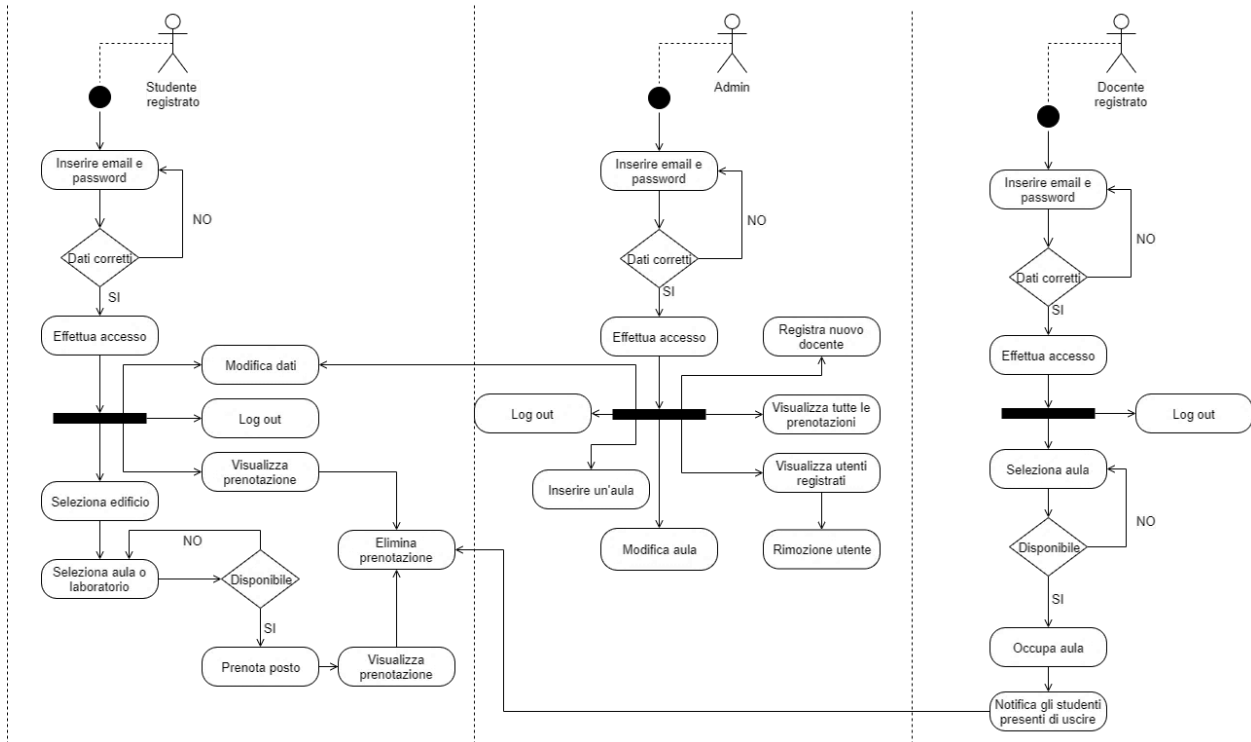 Studente
registrato
Inserire email e
password
NO
Dati corretti
SI
Effettua accesso
Modifica dati
Log out
Visualizza
prenotazione
Seleziona edificio
NO
Seleziona aula o
laboratorio
Disponibile
SI
Prenota posto
Visualizza
prenotazione
Elimina
prenotazione
Admin
Inserire email e
password
NO
Dati corretti
SI
Effettua accesso
Registra nuovo
docente
Log out
Visualizza tutte le
prenotazioni
Visualizza utenti
registrati
Inserire un'aula
Modifica aula
Rimozione utente
Docente
registrato
Inserire email e
password
NO
Dati corretti
SI
Effettua accesso
Log out
Seleziona aula
NO
Disponibile
SI
Occupa aula
Notifica gli studenti
presenti di uscire